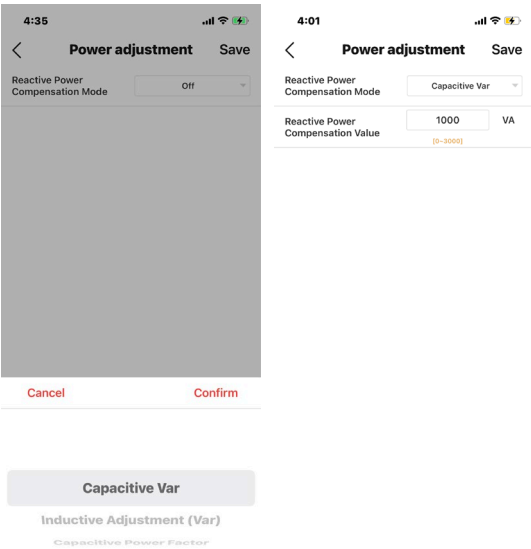 4:35
Power adjustment Save
Reactive Power
Compensation Mode
Off
Cancel Confirm
Capacitive Var
Inductive Adjustment (Var)
Capacitive Power Factor
4:01
Power adjustment Save
Reactive Power
Compensation Mode
Capacitive Var
Reactive Power
Compensation Value
1000 VA
[0~3000]